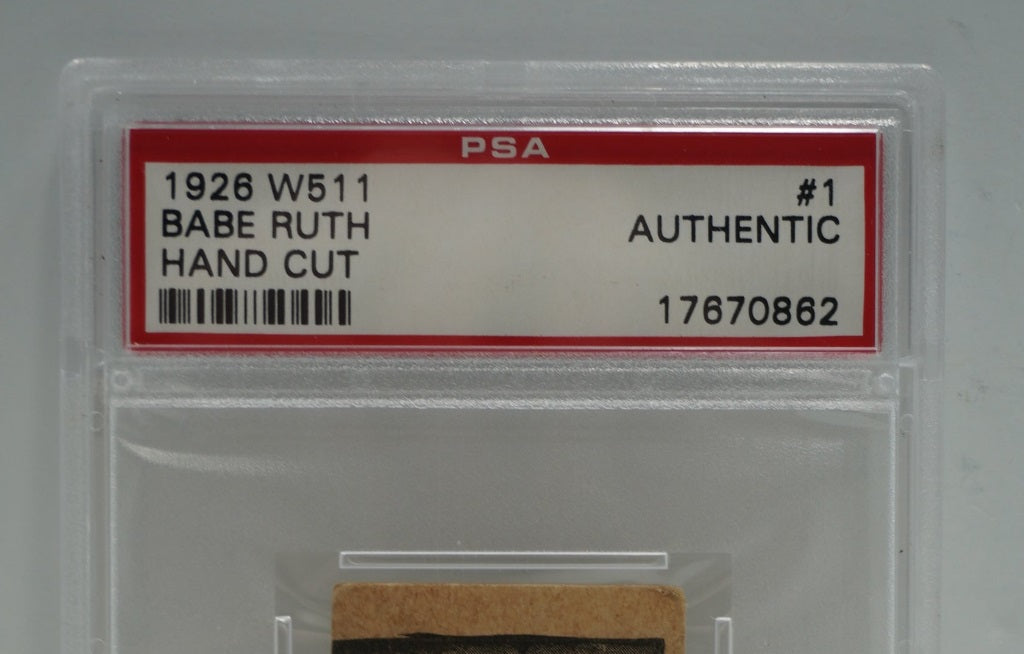 PSA
1926 W511 #1
BABE RUTH AUTHENTIC
HAND CUT
17670862